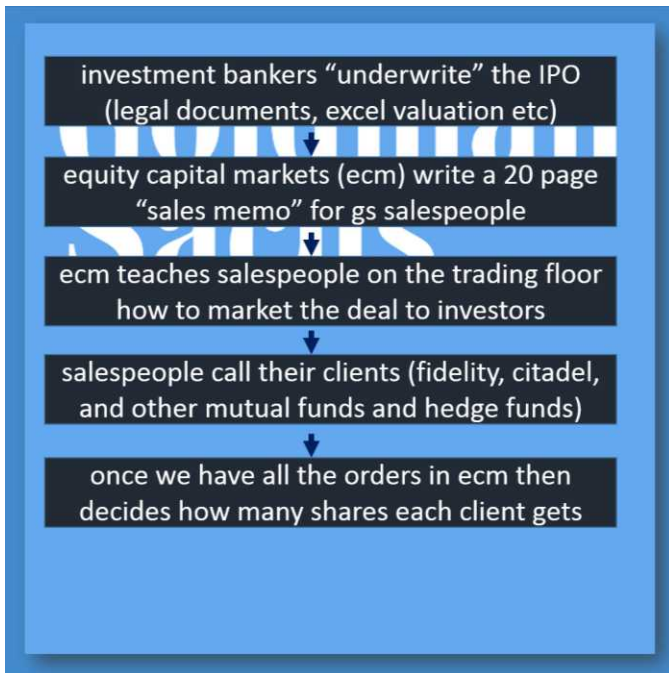 investment bankers “underwrite” the IPO
(legal documents, excel valuation etc)
equity capital markets (ecm) write a 20 page
“sales memo” for gs salespeople
ecm teaches salespeople on the trading floor
how to market the deal to investors
salespeople call their clients (fidelity, citadel,
and other mutual funds and hedge funds)
once we have all the orders in ecm then
decides how many shares each client gets